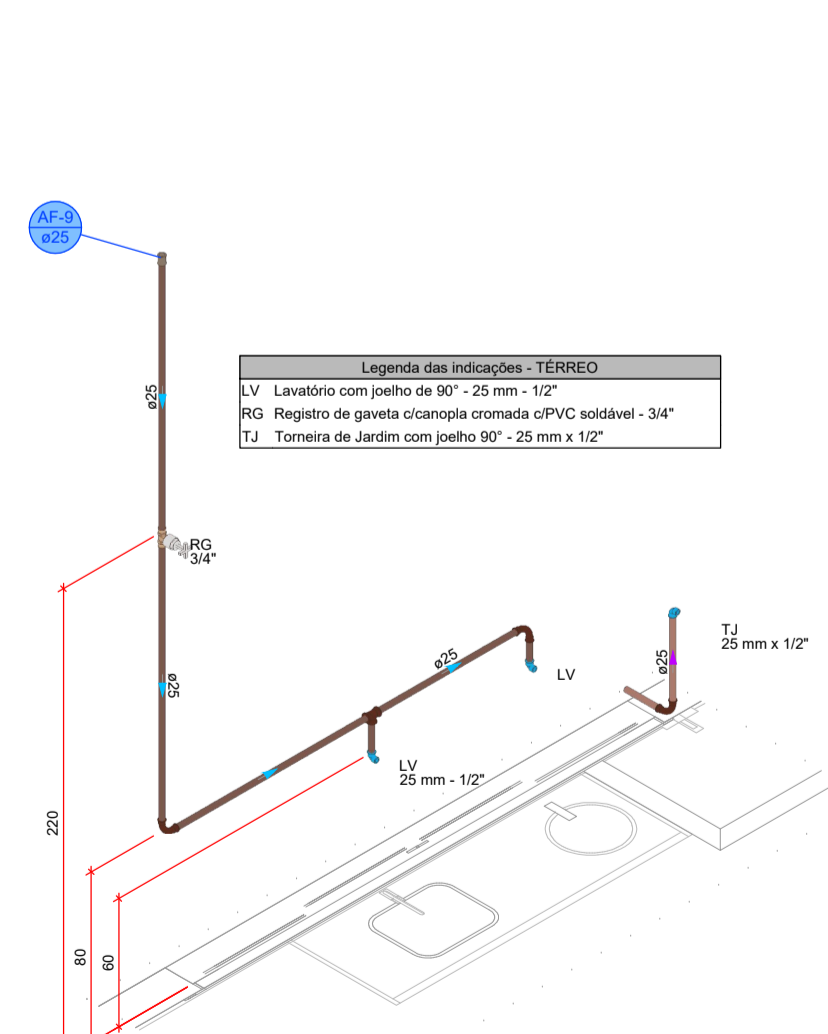 AF-9
ø25
ø25
Legenda das indicações - TÉRREO
LV Lavatório com joelho de 90° - 25 mm - 1/2"
RG Registro de gaveta c/canopla cromada c/PVC soldável - 3/4"
TJ Torneira de Jardim com joelho 90° - 25 mm x 1/2"
RG
3/4"
ø25
ø25
LV
ø25
TJ
25 mm x 1/2"
LV
25 mm - 1/2"
220
80
60